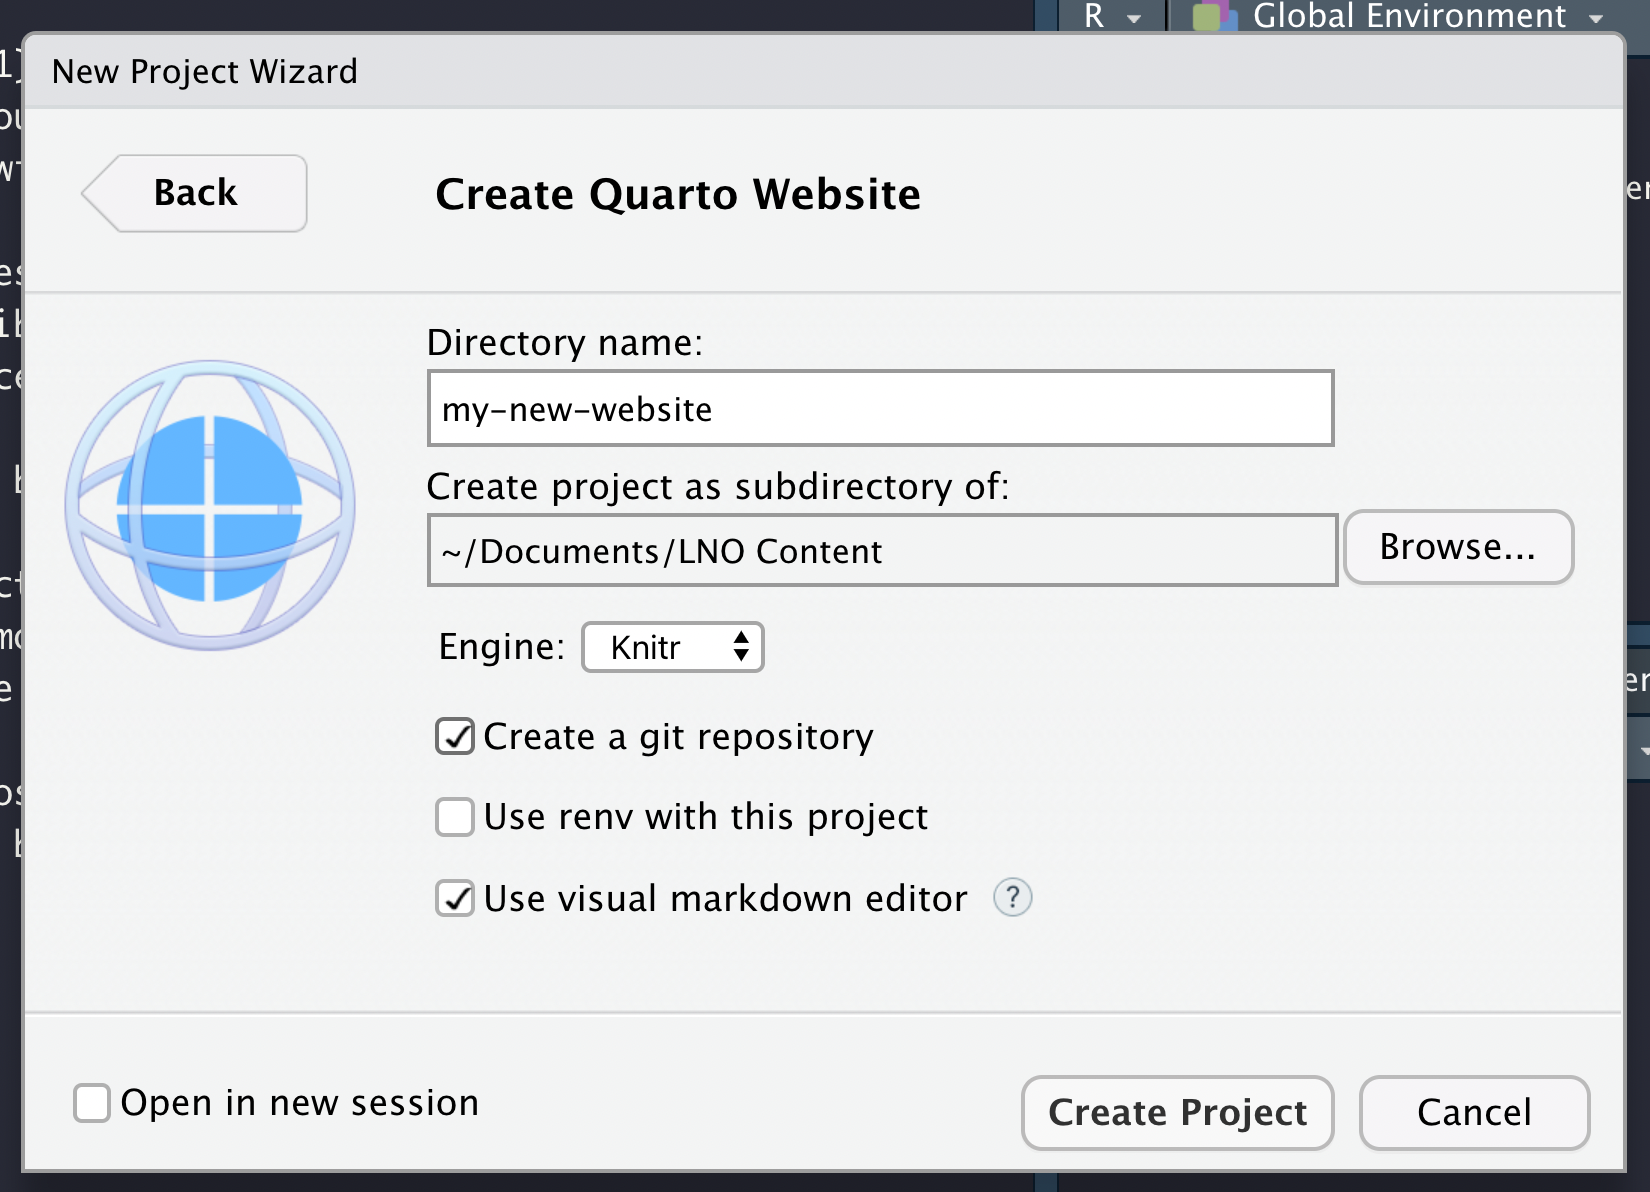 R
Global Environment
New Project Wizard
Back
Create Quarto Website
Directory name:
my-new-website
Create project as subdirectory of:
~/Documents/LNO Content
Browse...
Engine: Knitr
Create a git repository
Use renv with this project
Use visual markdown editor ?
Open in new session
Create Project
Cancel